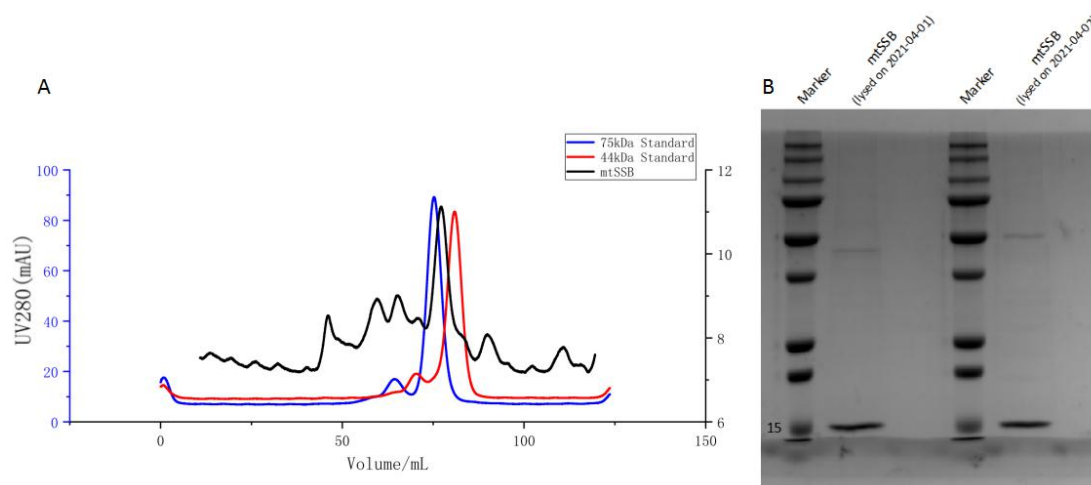 A
75kDa Standard
44kDa Standard
mtSSB
100
80
60
40
20
0
UV280(mAU)
12
10
8
6
0
50
100
150
Volume/mL
B
Marker
mtSSB
(lysed on 2021-04-01)
Marker
mtSSB
15